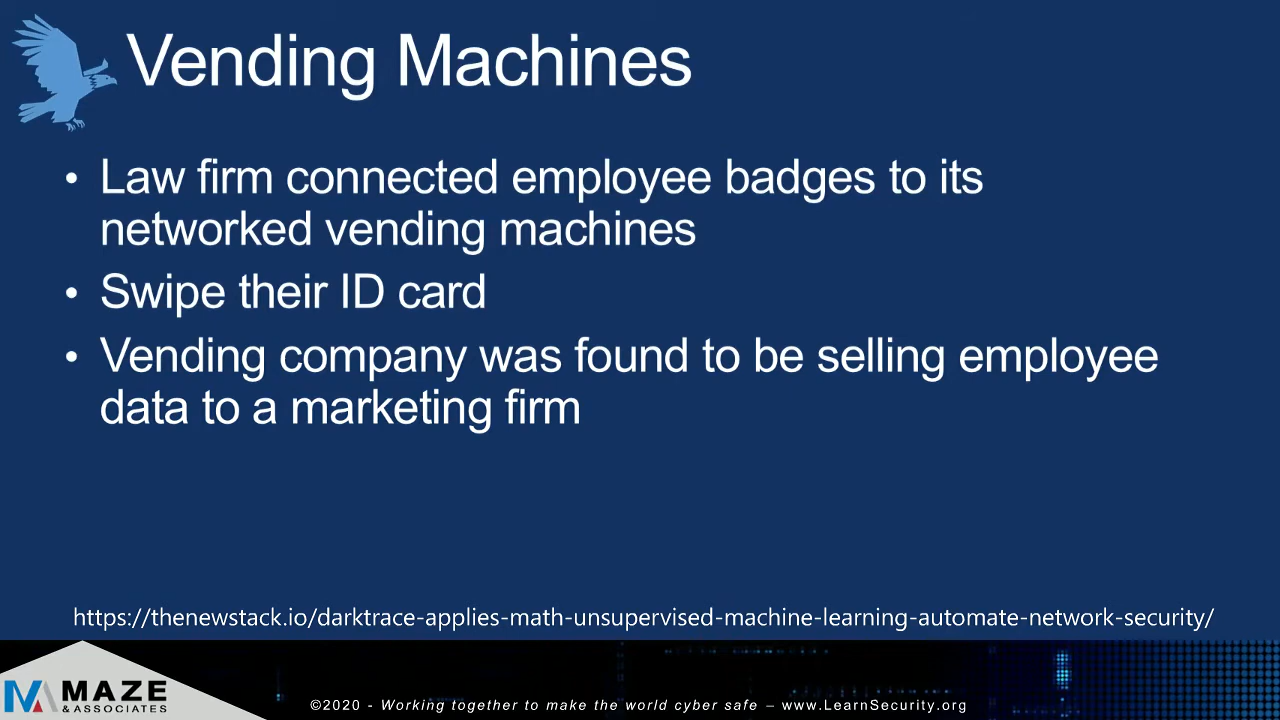 Vending Machines
• Law firm connected employee badges to its
networked vending machines
• Swipe their ID card
• Vending company was found to be selling employee
data to a marketing firm
https://thenewstack.io/darktrace-applies-math-unsupervised-machine-learning-automate-network-security/
MAZE
& ASSOCIATES
©2020 - Working together to make the world cyber safe – www.LearnSecurity.org